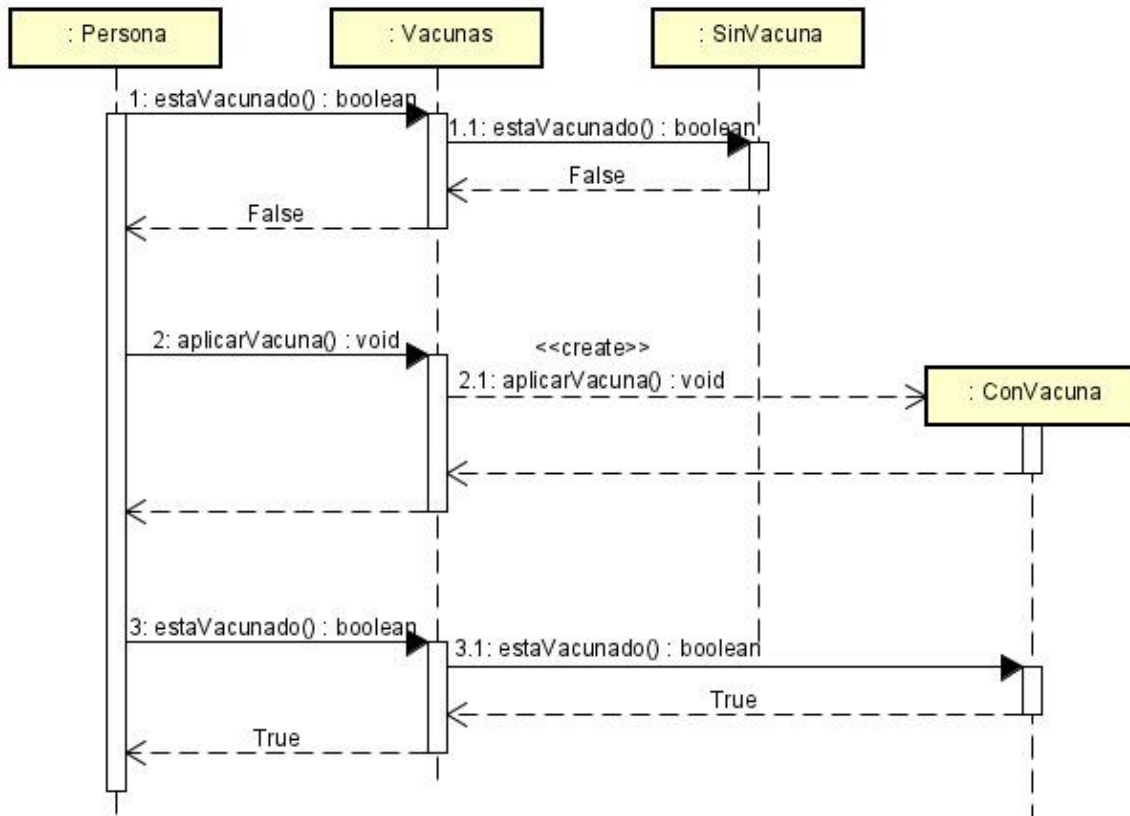 : Persona
: Vacunas
: SinVacuna
1: estaVacunado() : boolean
1.1: estaVacunado() : boolean
False
False
2: aplicarVacuna() : void
<<create>>
2.1: aplicarVacuna() : void
: ConVacuna
3: estaVacunado() : boolean
3.1: estaVacunado() : boolean
True
True